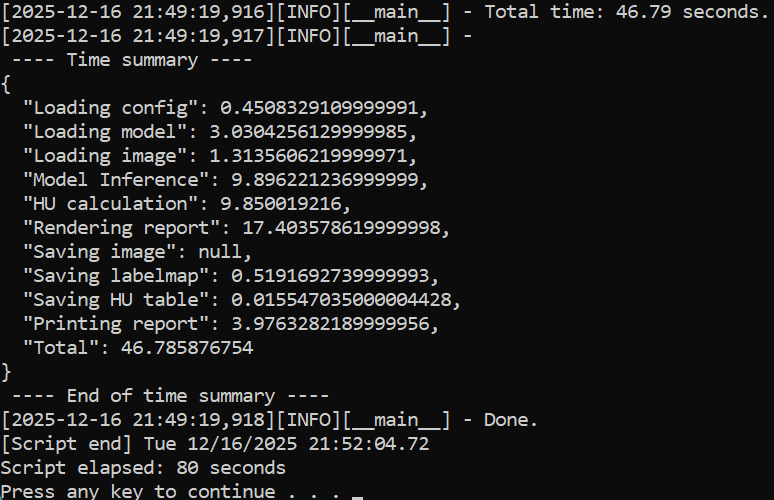 [2025-12-16 21:49:19,916][INFO][__main__] - Total time: 46.79 seconds.
[2025-12-16 21:49:19,917][INFO][__main__] -
 ---- Time summary ----
{
  "Loading config": 0.4508329109999991,
  "Loading model": 3.0304256129999985,
  "Loading image": 1.3135606219999971,
  "Model Inference": 9.896221236999999,
  "HU calculation": 9.850019216,
  "Rendering report": 17.403578619999998,
  "Saving image": null,
  "Saving labelmap": 0.5191692739999993,
  "Saving HU table": 0.015547035000004428,
  "Printing report": 3.9763282189999956,
  "Total": 46.785876754
}
 ---- End of time summary ----
[2025-12-16 21:49:19,918][INFO][__main__] - Done.
[Script end] Tue 12/16/2025 21:52:04.72
Script elapsed: 80 seconds
Press any key to continue . . .